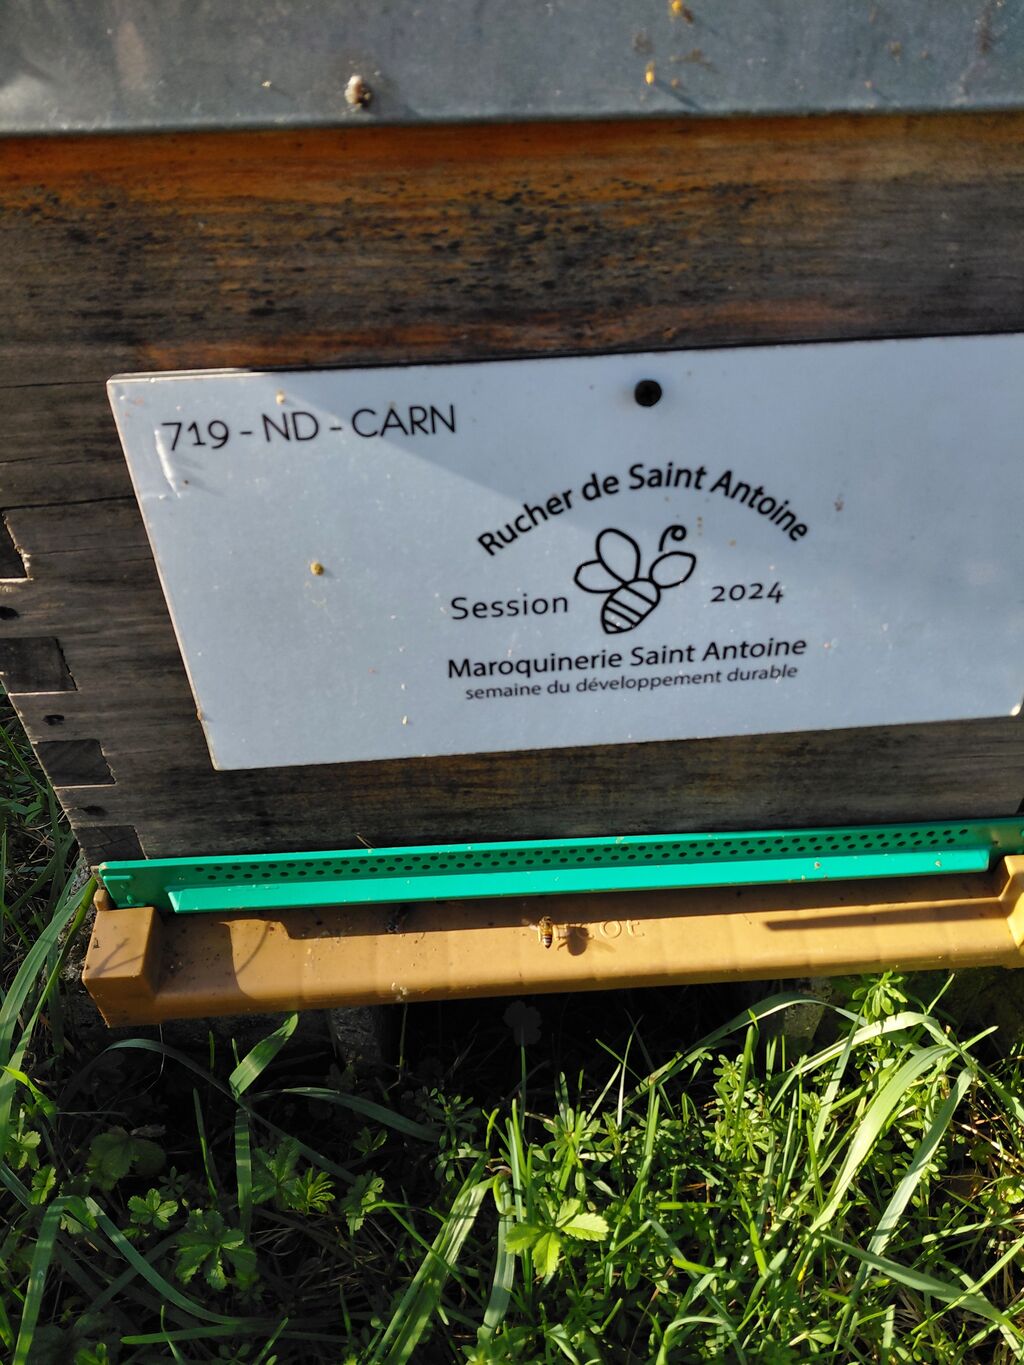 719 - ND - CARN
Rucher de Saint Antoine
Session 2024
Maroquinerie Saint Antoine
semaine du développement durable